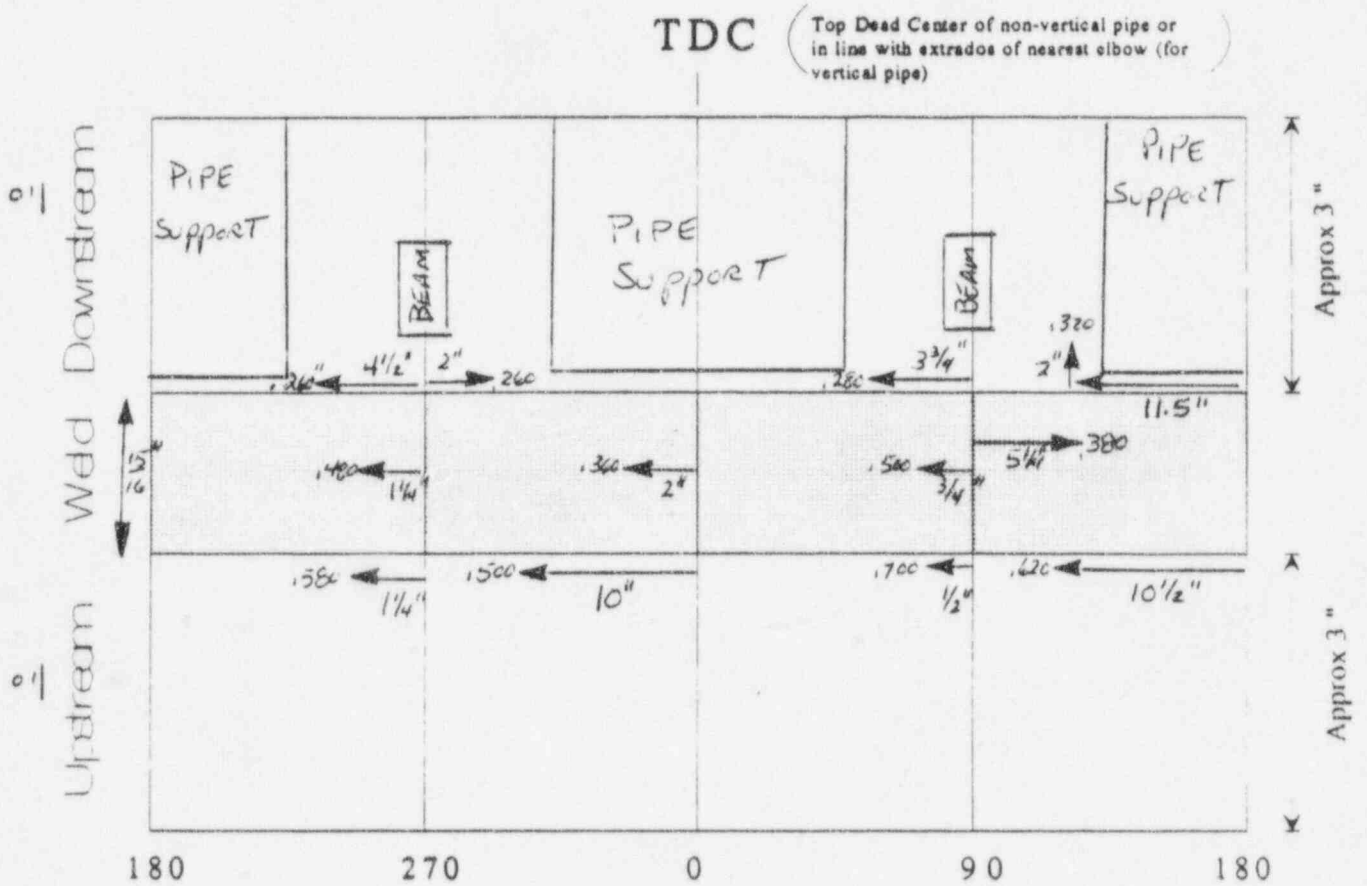 TDC
Top Dead Center of non-vertical pipe or
in line with extrados of nearest elbow (for
vertical pipe)
Downstream
Weld
Upstream
PIPE
SUPPORT
PIPE
SUPPORT
PIPE
SUPPORT
BEAM
BEAM
Approx 3 "
.320
.260"
4 1/2"
2"
.260
.280
3 3/4"
2"
11.5"
15/16"
.480
1 1/4"
.360
2"
.500
3/4"
5 1/4"
.380
.580
1 1/4"
.500
10"
.700
1/2"
.620
10 1/2"
Approx 3 "
180 270 0 90 180